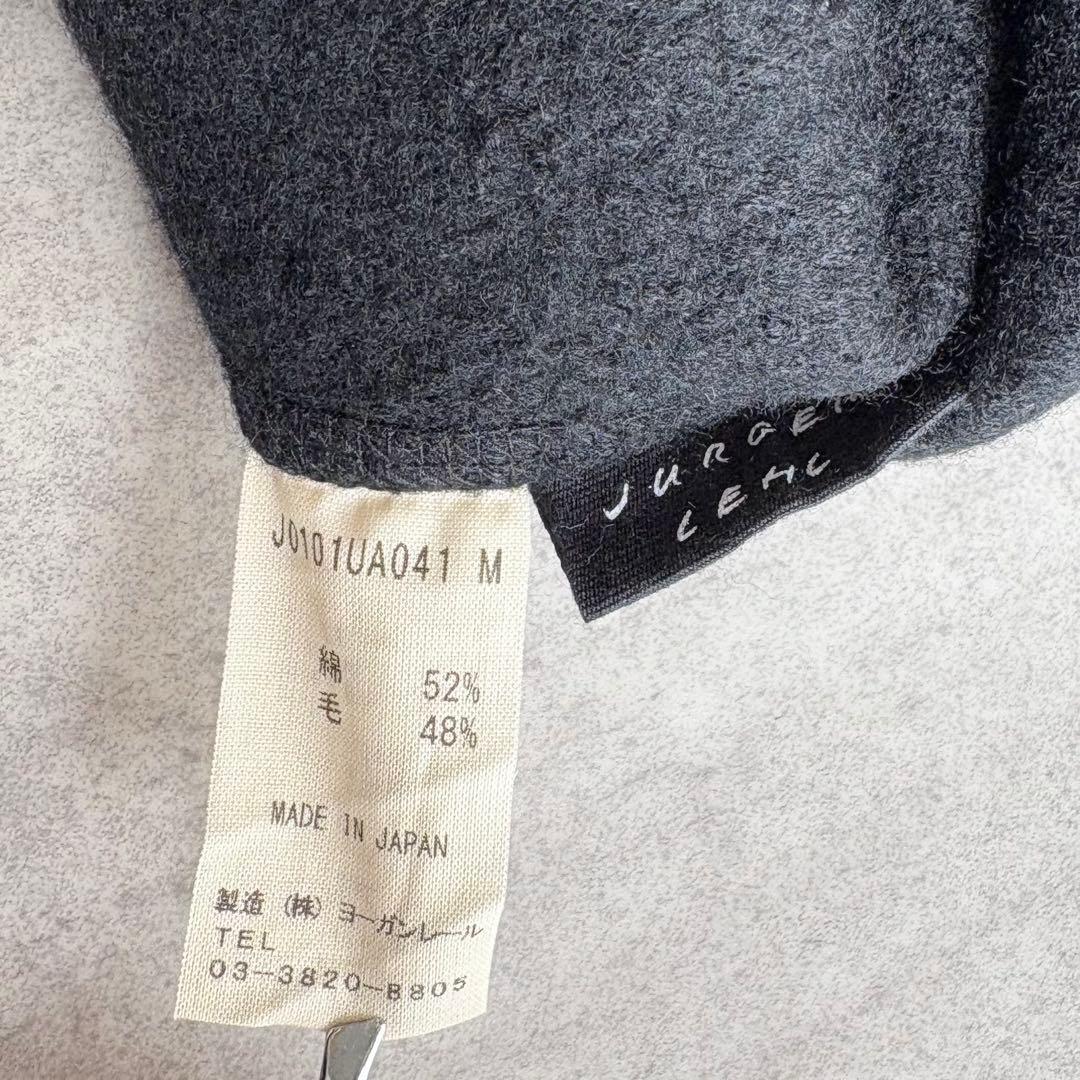 JURGEN
LEHL
J0101UA041 M
綿 52%
毛 48%
MADE IN JAPAN
製造 (株) ヨーガンレール
TEL
03-3820-8805